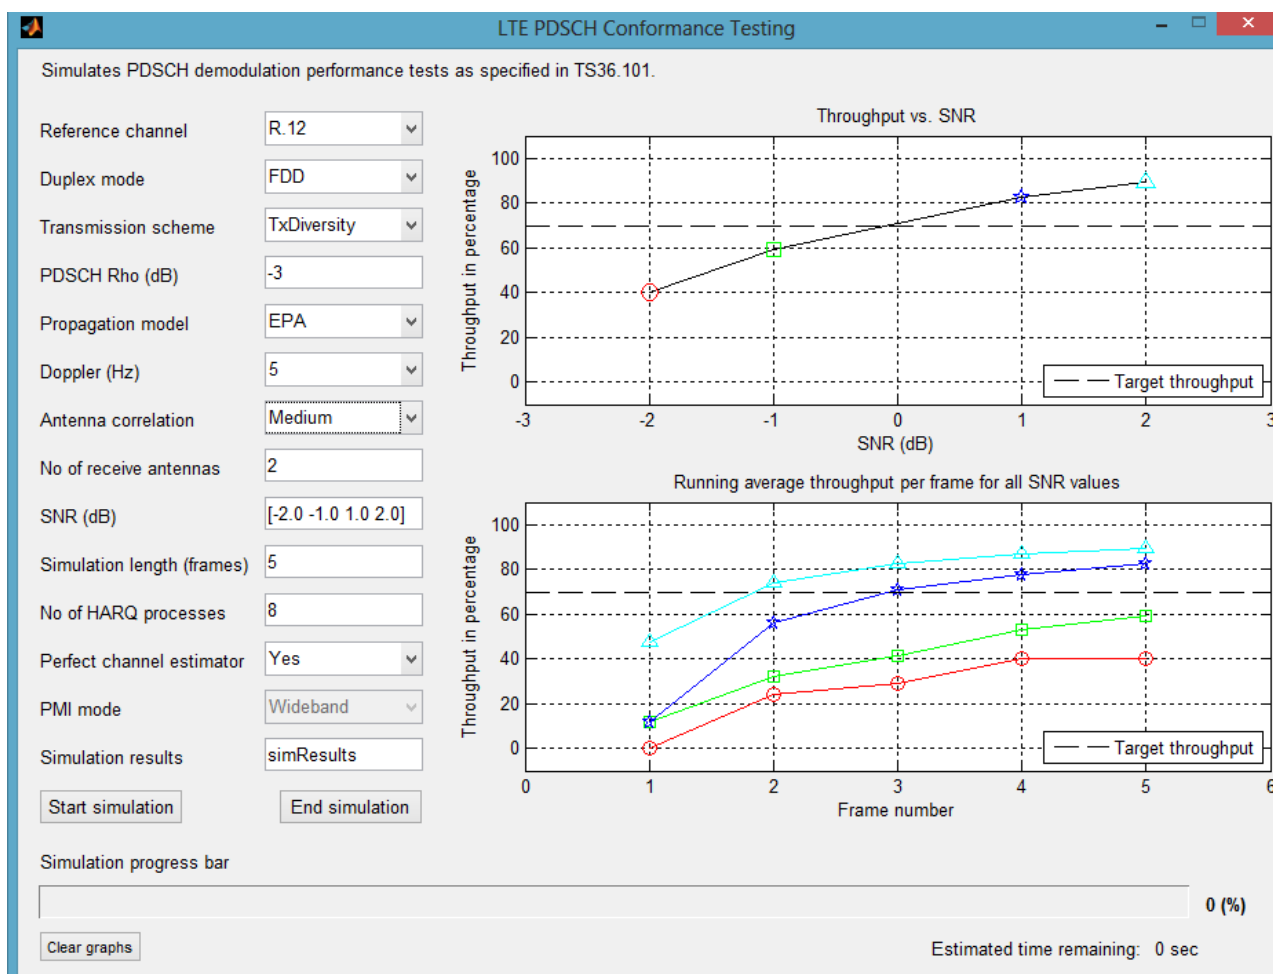 LTE PDSCH Conformance Testing
Simulates PDSCH demodulation performance tests as specified in TS36.101.
Reference channel R.12
Duplex mode FDD
Transmission scheme TxDiversity
PDSCH Rho (dB) -3
Propagation model EPA
Doppler (Hz) 5
Antenna correlation Medium
No of receive antennas 2
SNR (dB) [-2.0 -1.0 1.0 2.0]
Simulation length (frames) 5
No of HARQ processes 8
Perfect channel estimator Yes
PMI mode Wideband
Simulation results simResults
Start simulation End simulation
Throughput vs. SNR
Throughput in percentage
100
80
60
40
20
0
Target throughput
-3 -2 -1 0 1 2 3
SNR (dB)
Running average throughput per frame for all SNR values
Throughput in percentage
100
80
60
40
20
0
Target throughput
0 1 2 3 4 5 6
Frame number
Simulation progress bar
0 (%)
Clear graphs
Estimated time remaining: 0 sec